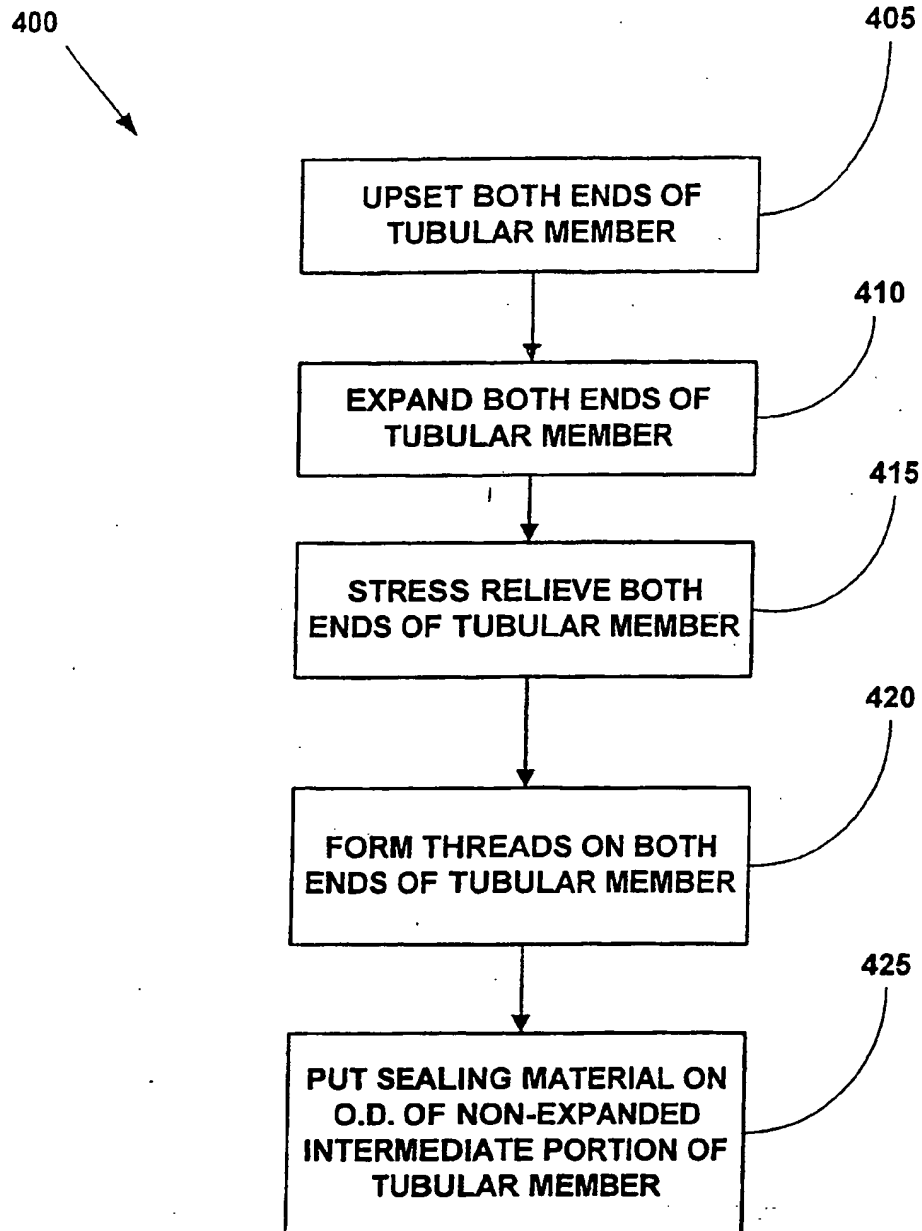 400
405
UPSET BOTH ENDS OF
TUBULAR MEMBER
410
EXPAND BOTH ENDS OF
TUBULAR MEMBER
415
STRESS RELIEVE BOTH
ENDS OF TUBULAR MEMBER
420
FORM THREADS ON BOTH
ENDS OF TUBULAR MEMBER
425
PUT SEALING MATERIAL ON
O.D. OF NON-EXPANDED
INTERMEDIATE PORTION OF
TUBULAR MEMBER